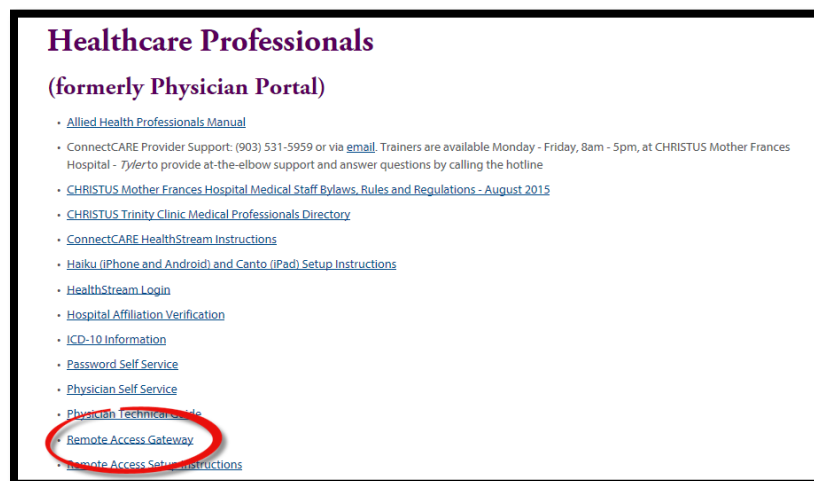 Healthcare Professionals
(formerly Physician Portal)
• Allied Health Professionals Manual
• ConnectCARE Provider Support: (903) 531-5959 or via email. Trainers are available Monday - Friday, 8am - 5pm, at CHRISTUS Mother Frances
Hospital - Tylerto provide at-the-elbow support and answer questions by calling the hotline
• CHRISTUS Mother Frances Hospital Medical Staff Bylaws, Rules and Regulations - August 2015
• CHRISTUS Trinity Clinic Medical Professionals Directory
• ConnectCARE HealthStream Instructions
• Haiku (iPhone and Android) and Canto (iPad) Setup Instructions
• HealthStream Login
• Hospital Affiliation Verification
• ICD-10 Information
• Password Self Service
• Physician Self Service
• Physician Technical Guide
• Remote Access Gateway
• Remote Access Setup Instructions